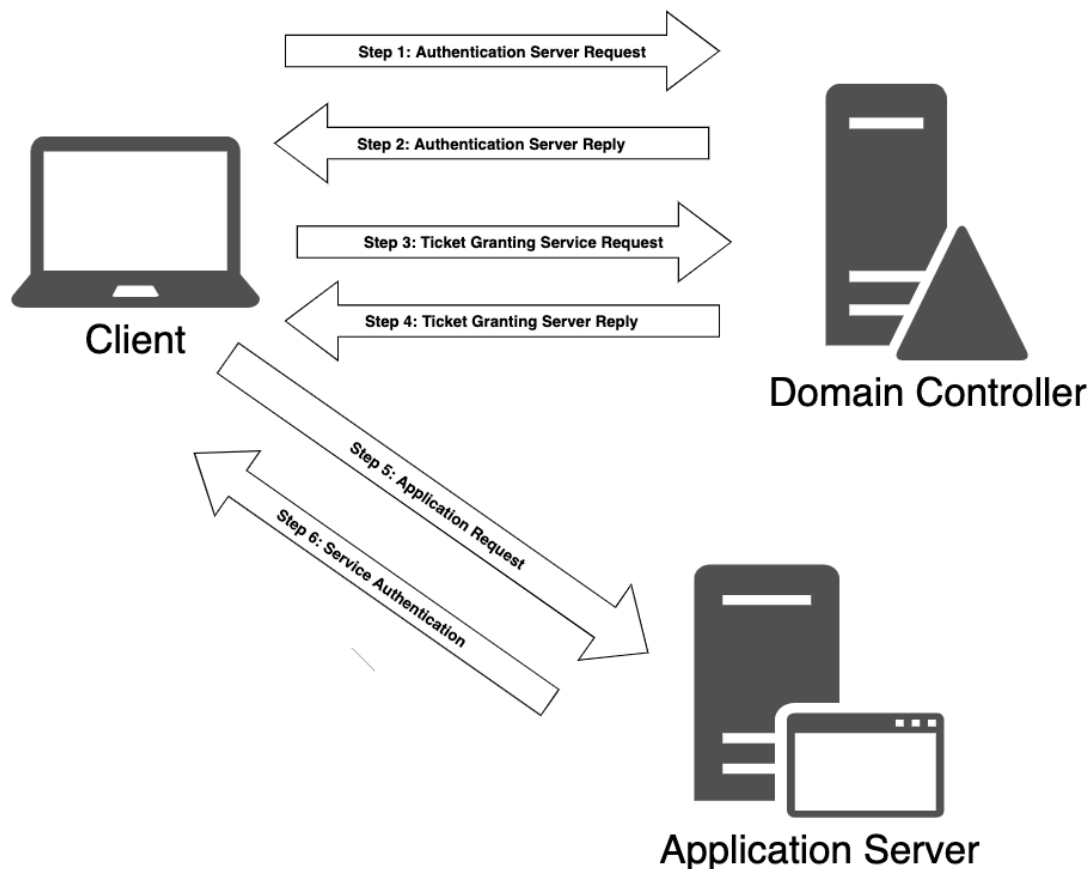 Step 1: Authentication Server Request
Step 2: Authentication Server Reply
Step 3: Ticket Granting Service Request
Step 4: Ticket Granting Server Reply
Client
Domain Controller
Step 5: Application Request
Step 6: Service Authentication
Application Server